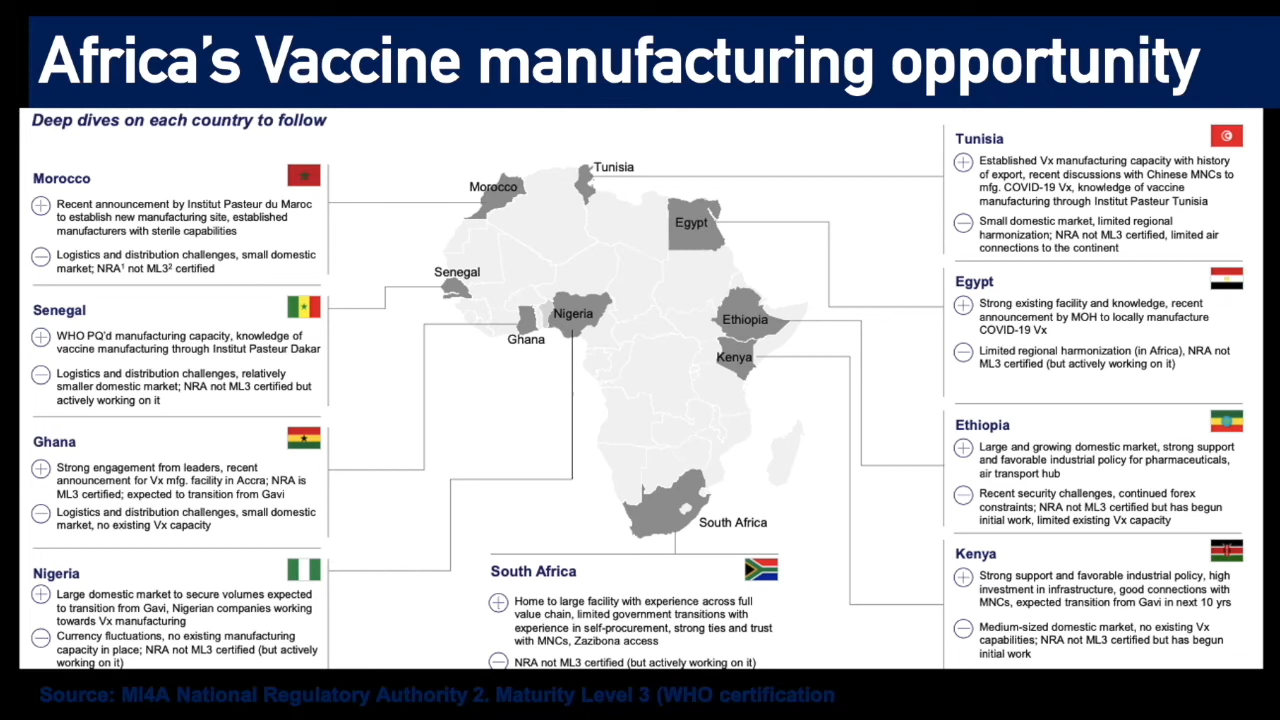 Africa's Vaccine manufacturing opportunity
Deep dives on each country to follow
Morocco
Recent announcement by Institut Pasteur du Maroc
to establish new manufacturing site, established
manufacturers with sterile capabilities
Logistics and distribution challenges, small domestic
market; NRA¹ not ML3² certified
Senegal
WHO PQ'd manufacturing capacity, knowledge of
vaccine manufacturing through Institut Pasteur Dakar
Logistics and distribution challenges, relatively
smaller domestic market; NRA not ML3 certified but
actively working on it
Ghana
Strong engagement from leaders, recent
announcement for Vx mfg. facility in Accra; NRA is
ML3 certified; expected to transition from Gavi
Logistics and distribution challenges, small domestic
market, no existing Vx capacity
Nigeria
Large domestic market to secure volumes expected
to transition from Gavi, Nigerian companies working
towards Vx manufacturing
Currency fluctuations, no existing manufacturing
capacity in place; NRA not ML3 certified (but actively
working on it)
Tunisia
Morocco
Egypt
Senegal
Nigeria
Ghana
Ethiopia
Kenya
South Africa
South Africa
Home to large facility with experience across full
value chain, limited government transitions with
experience in self-procurement, strong ties and trust
with MNCs, Zazibona access
NRA not ML3 certified (but actively working on it)
Tunisia
Established Vx manufacturing capacity with history
of export, recent discussions with Chinese MNCs to
mfg. COVID-19 Vx, knowledge of vaccine
manufacturing through Institut Pasteur Tunisia
Small domestic market, limited regional
harmonization; NRA not ML3 certified, limited air
connections to the continent
Egypt
Strong existing facility and knowledge, recent
announcement by MOH to locally manufacture
COVID-19 Vx
Limited regional harmonization (in Africa), NRA not
ML3 certified (but actively working on it)
Ethiopia
Large and growing domestic market, strong support
and favorable industrial policy for pharmaceuticals,
air transport hub
Recent security challenges, continued forex
constraints; NRA not ML3 certified but has begun
initial work, limited existing Vx capacity
Kenya
Strong support and favorable industrial policy, high
investment in infrastructure, good connections with
MNCs, expected transition from Gavi in next 10 yrs
Medium-sized domestic market, no existing Vx
capabilities; NRA not ML3 certified but has begun
initial work
Source: MI4A National Regulatory Authority 2. Maturity Level 3 (WHO certification